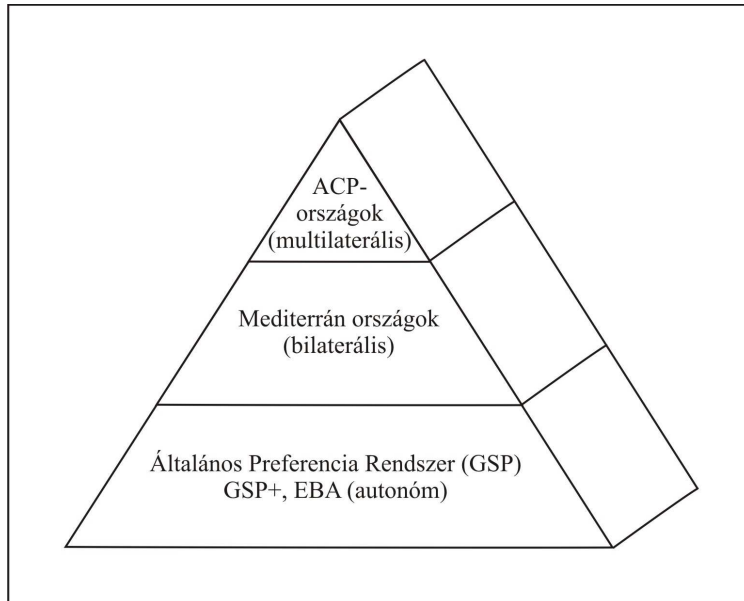 ACP-
országok
(multilaterális)
Mediterrán országok
(bilaterális)
Általános Preferencia Rendszer (GSP)
GSP+, EBA (autonóm)